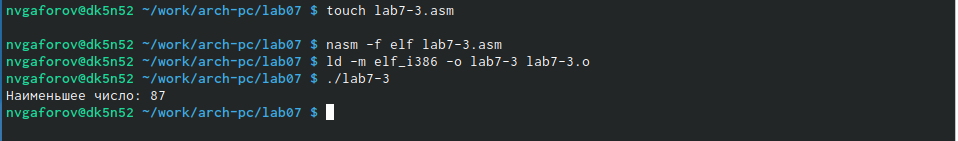 nvgaforov@dk5n52 ~/work/arch-pc/lab07 $ touch lab7-3.asm
nvgaforov@dk5n52 ~/work/arch-pc/lab07 $ nasm -f elf lab7-3.asm
nvgaforov@dk5n52 ~/work/arch-pc/lab07 $ ld -m elf_i386 -o lab7-3 lab7-3.o
nvgaforov@dk5n52 ~/work/arch-pc/lab07 $ ./lab7-3
Наименьшее число: 87
nvgaforov@dk5n52 ~/work/arch-pc/lab07 $